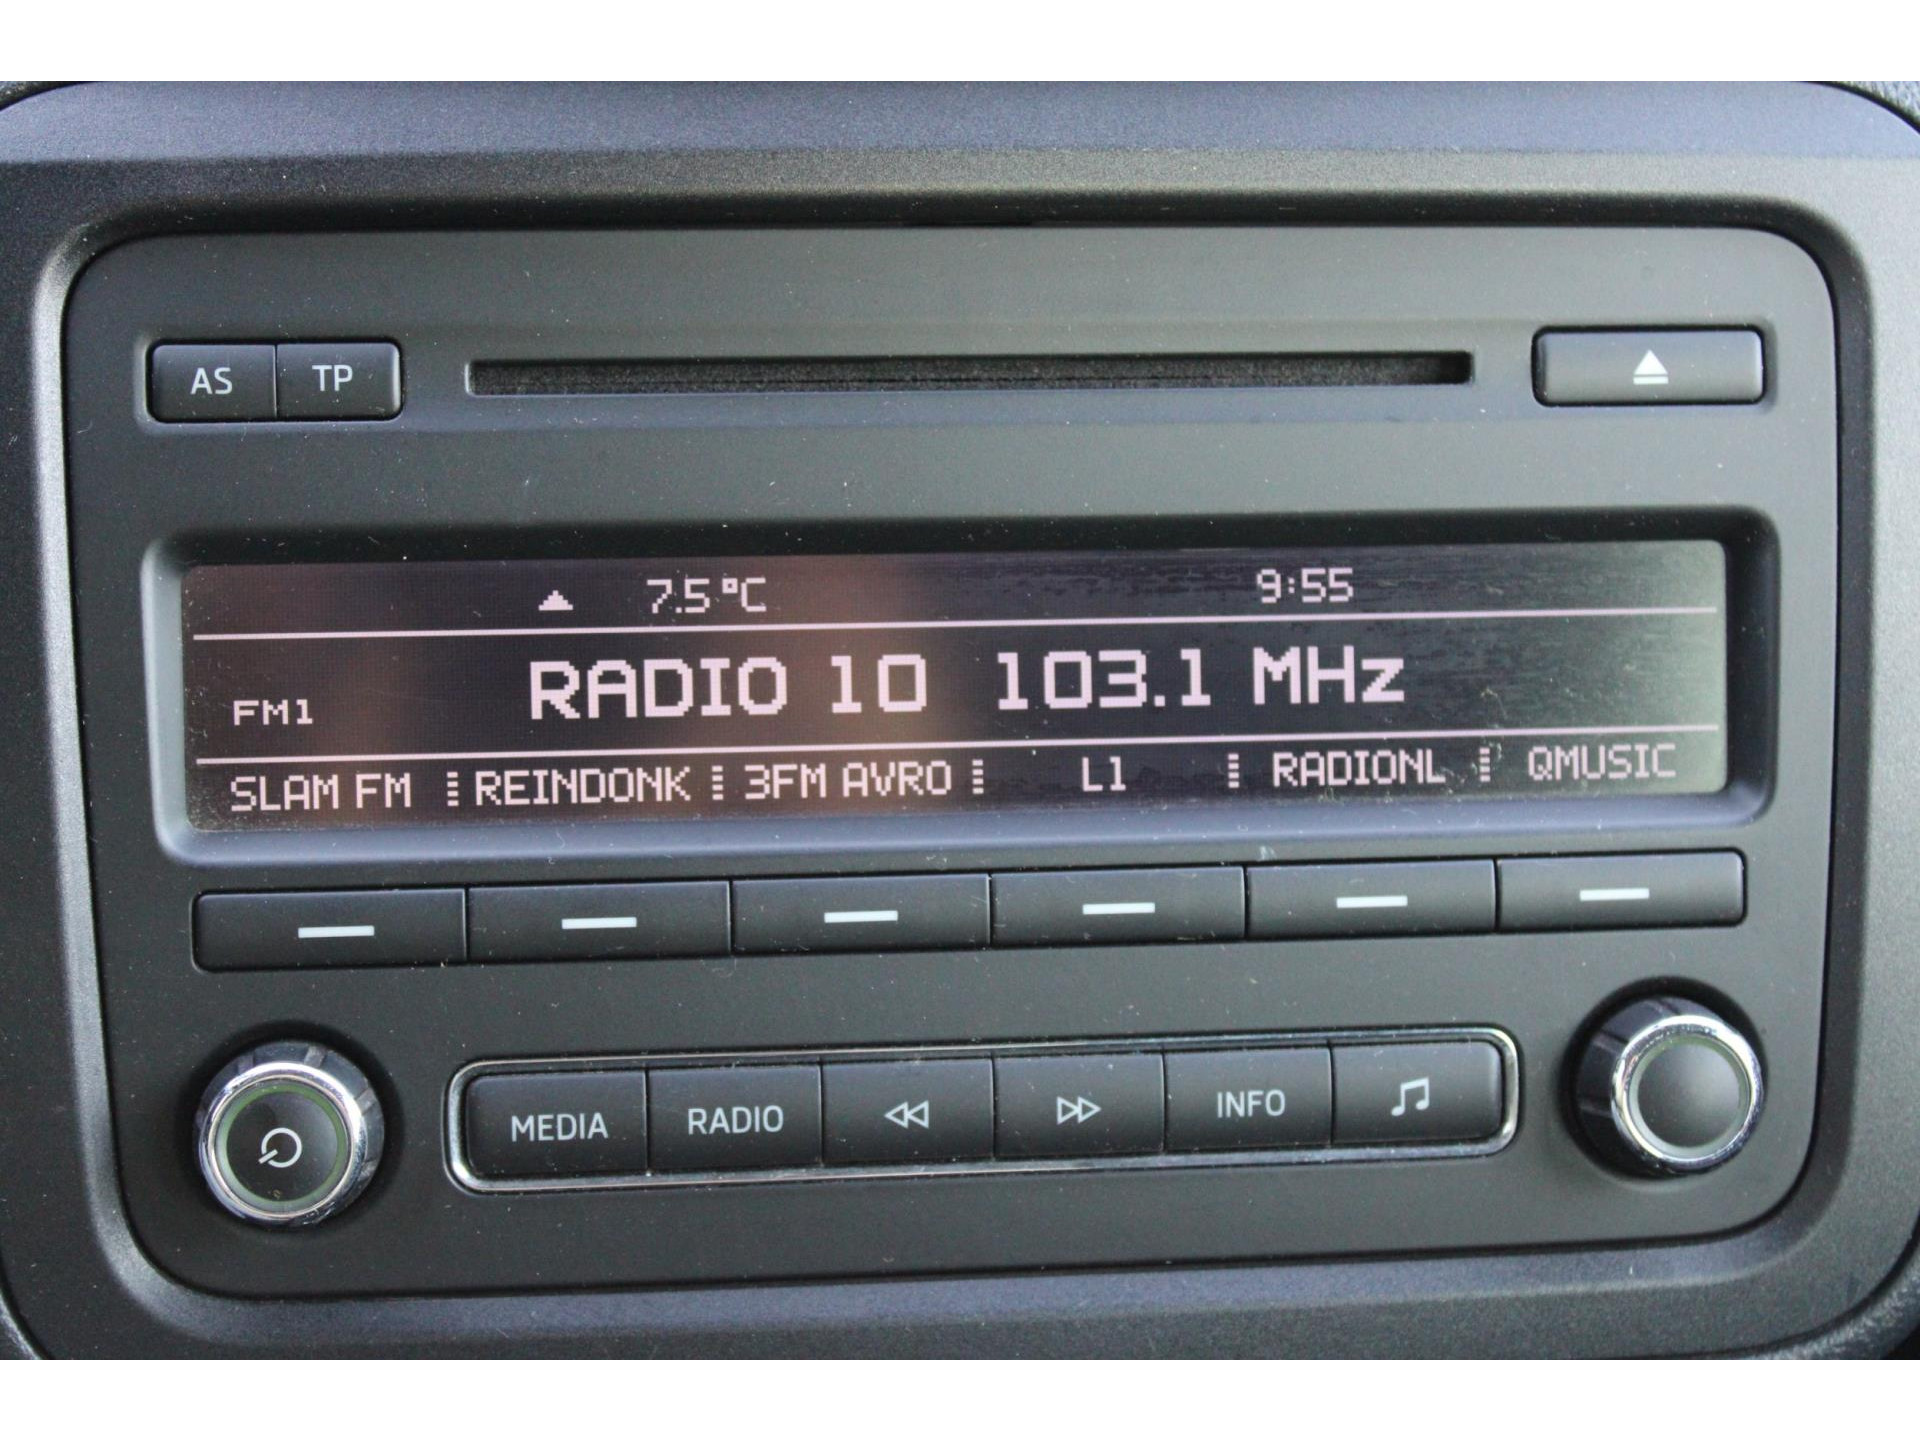 AS TP
7.5°C 9:55
FM1 RADIO 10 103.1 MHz
SLAM FM REINDONK 3FM AVRO L1 RADIONL QMUSIC
MEDIA RADIO INFO